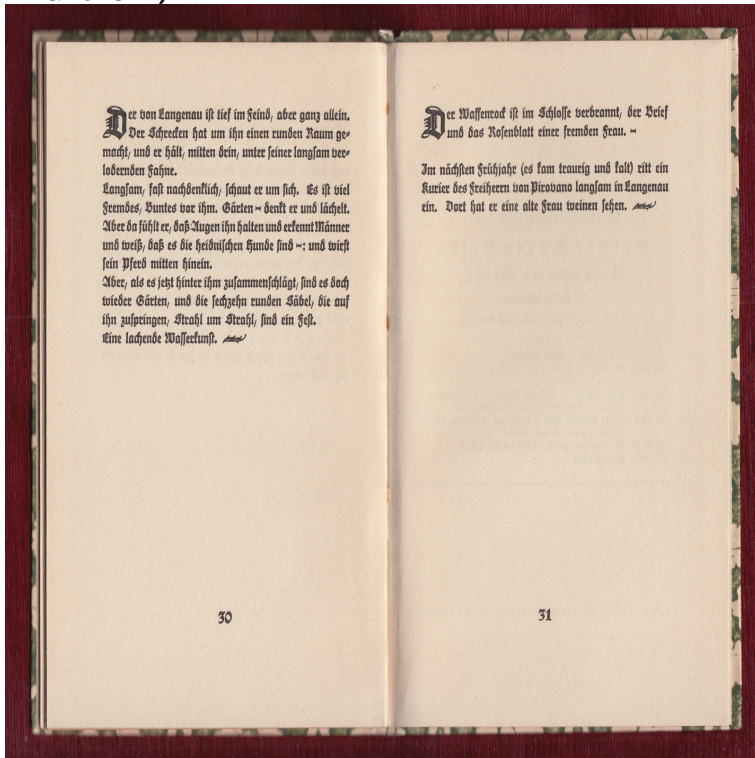 Der von Langenau ist tief im Feind, aber ganz allein.
Der Schrecken hat um ihn einen runden Raum ge-
macht, und er hält, mitten drin, unter seiner langsam ver-
lodernden Fahne.
Langsam, fast nachdenklich, schaut er um sich. Es ist viel
Fremdes, Buntes vor ihm. Gärten – denkt er und lächelt.
Aber da fühlt er, daß Augen ihn halten und erkennt Männer
und weiß, daß es die heidnischen Hunde sind –: und wirft
sein Pferd mitten hinein.
Aber, als es jetzt hinter ihm zusammenschlägt, sind es doch
wieder Gärten, und die sechzehn runden Säbel, die auf
ihn zuspringen, Strahl um Strahl, sind ein Fest.
Eine lachende Wasserkunst.
30
Der Waffenrock ist im Schlosse verbrannt, der Brief
und das Rosenblatt einer fremden Frau. –
Im nächsten Frühjahr (es kam traurig und kalt) ritt ein
Kurier des Freiherrn von Pirovano langsam in Langenau
ein. Dort hat er eine alte Frau weinen sehen.
31